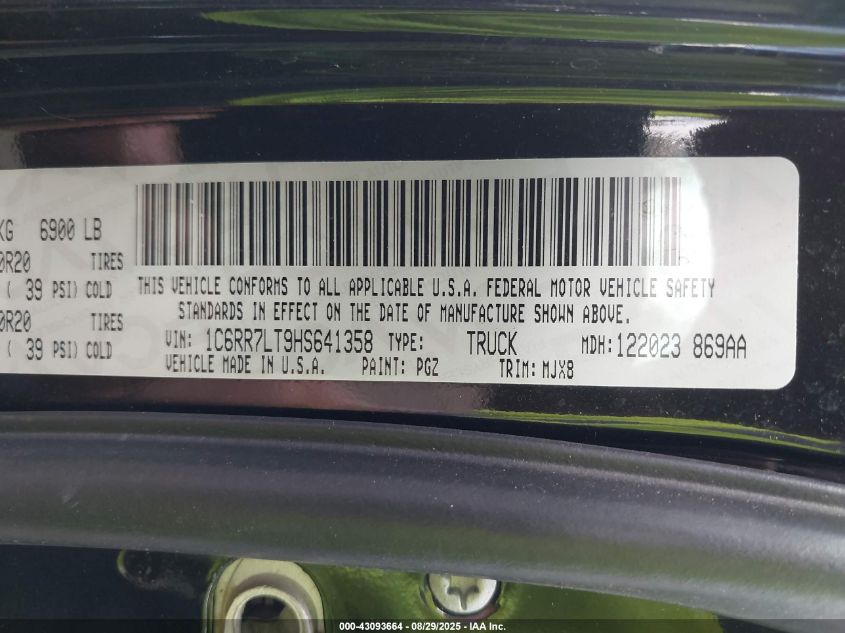 KG 6900 LB
0R20 TIRES
( 39 PSI) COLD
0R20 TIRES
( 39 PSI) COLD
THIS VEHICLE CONFORMS TO ALL APPLICABLE U.S.A. FEDERAL MOTOR VEHICLE SAFETY
STANDARDS IN EFFECT ON THE DATE OF MANUFACTURE SHOWN ABOVE.
VIN: 1C6RR7LT9HS641358 TYPE: TRUCK MDH:122023 869AA
VEHICLE MADE IN U.S.A. PAINT: PGZ TRIM: MJX8
000-43093664 - 08/29/2025 - IAA Inc.